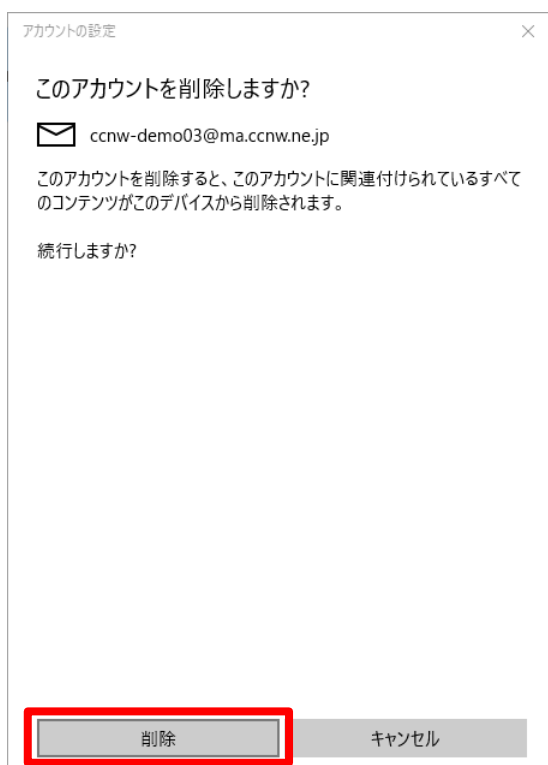 アカウントの設定
このアカウントを削除しますか?
ccnw-demo03@ma.ccnw.ne.jp
このアカウントを削除すると、このアカウントに関連付けられているすべて
のコンテンツがこのデバイスから削除されます。
続行しますか?
削除
キャンセル